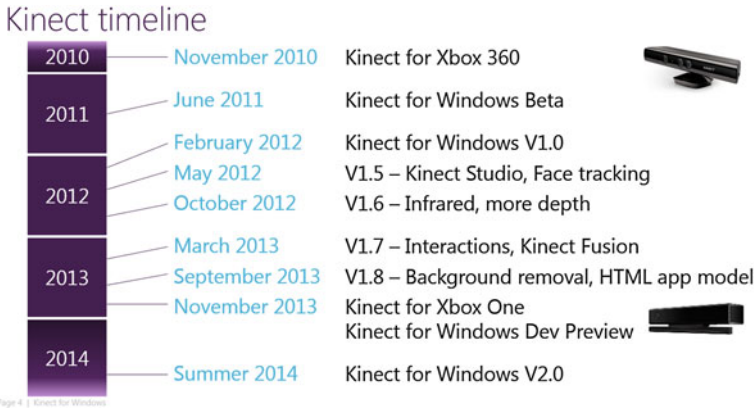 Kinect timeline
2010
November 2010 Kinect for Xbox 360
2011
June 2011 Kinect for Windows Beta
February 2012 Kinect for Windows V1.0
2012
May 2012 V1.5 – Kinect Studio, Face tracking
October 2012 V1.6 – Infrared, more depth
2013
March 2013 V1.7 – Interactions, Kinect Fusion
September 2013 V1.8 – Background removal, HTML app model
November 2013 Kinect for Xbox One
Kinect for Windows Dev Preview
2014
Summer 2014 Kinect for Windows V2.0
Page 4 | Kinect for Windows